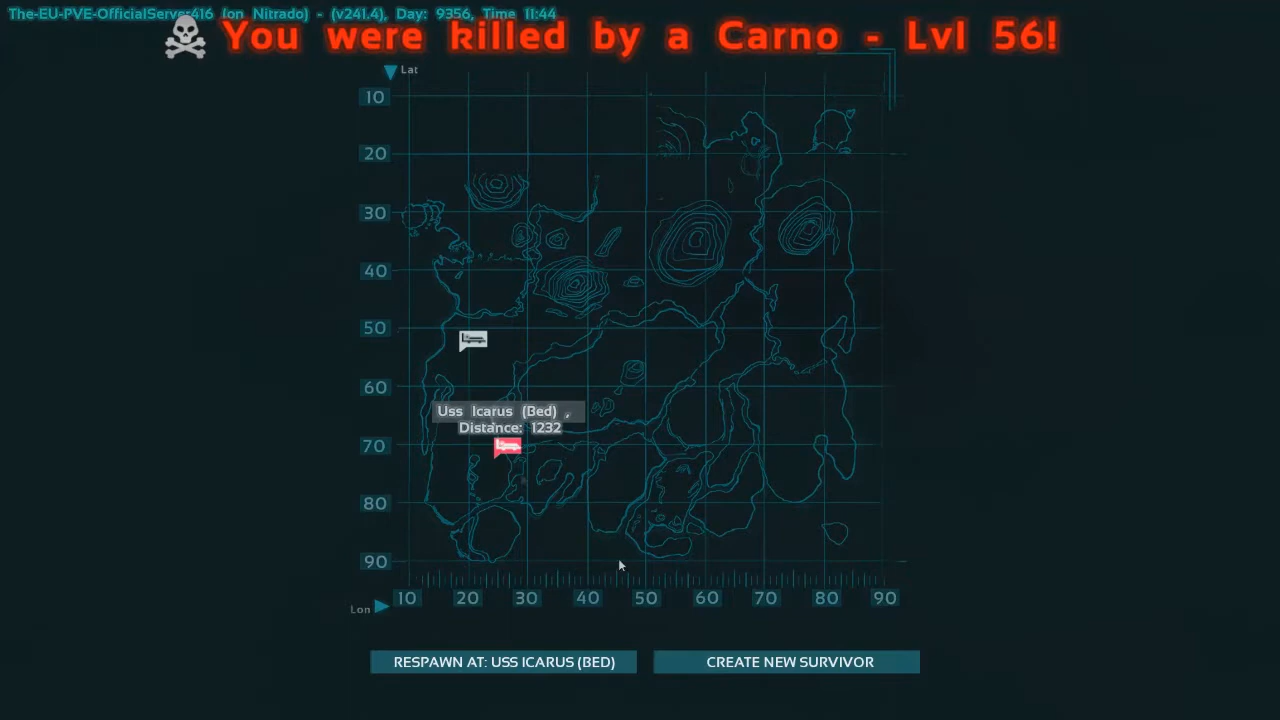 The-EU-PVE-OfficialServer416 (on Nitrado) - (v241.4), Day: 9356, Time 11:44
You were killed by a Carno - Lvl 56!
Lat
10
20
30
40
50
60
70
80
90
Uss Icarus (Bed) ,
Distance: 1232
Lon
10 20 30 40 50 60 70 80 90
RESPAWN AT: USS ICARUS (BED)
CREATE NEW SURVIVOR